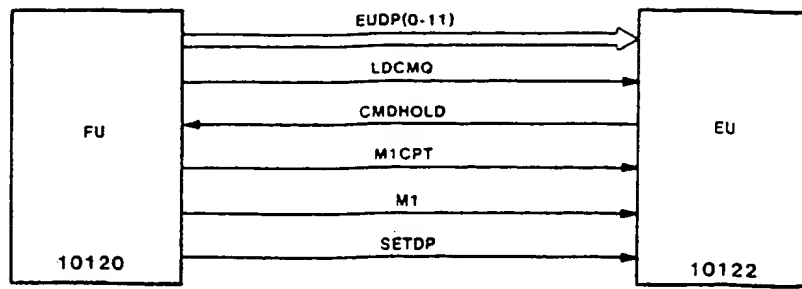 EUDP(0-11)
LDCMQ
CMDHOLD
FU
EU
M1CPT
M1
SETDP
10120
10122